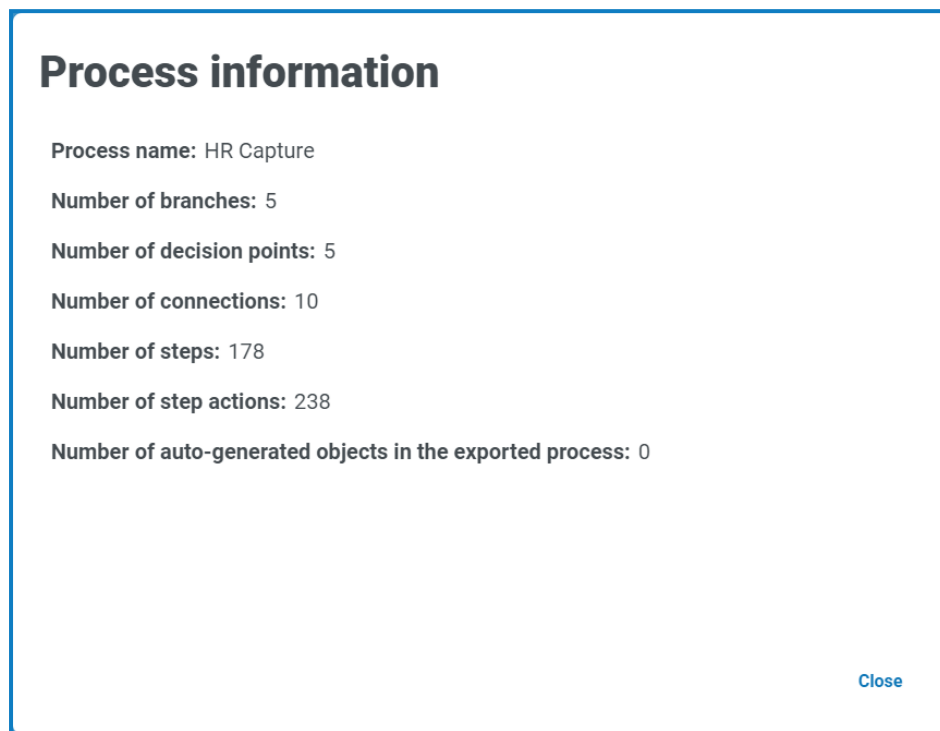 Process information
Process name: HR Capture
Number of branches: 5
Number of decision points: 5
Number of connections: 10
Number of steps: 178
Number of step actions: 238
Number of auto-generated objects in the exported process: 0
Close